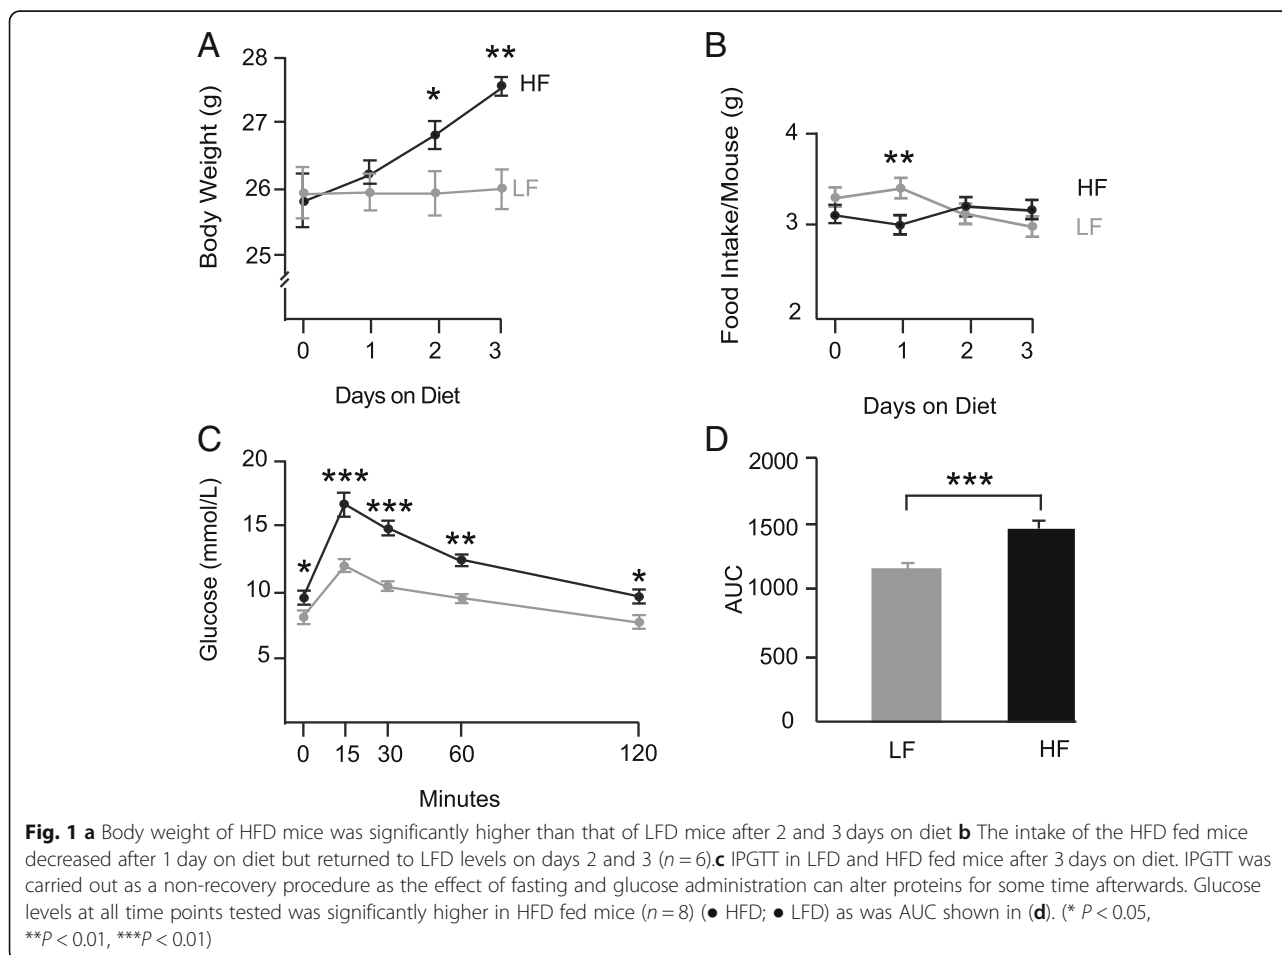 A
28
27
26
25
Body Weight (g)
*
**
HF
LF
0 1 2 3
Days on Diet
B
4
3
2
Food Intake/Mouse (g)
**
HF
LF
0 1 2 3
Days on Diet
C
20
15
10
5
Glucose (mmol/L)
*
***
***
**
*
0 15 30 60 120
Minutes
D
2000
1500
1000
500
0
AUC
***
LF HF
Fig. 1 a Body weight of HFD mice was significantly higher than that of LFD mice after 2 and 3 days on diet b The intake of the HFD fed mice
decreased after 1 day on diet but returned to LFD levels on days 2 and 3 (n = 6).c IPGTT in LFD and HFD fed mice after 3 days on diet. IPGTT was
carried out as a non-recovery procedure as the effect of fasting and glucose administration can alter proteins for some time afterwards. Glucose
levels at all time points tested was significantly higher in HFD fed mice (n = 8) (● HFD; ● LFD) as was AUC shown in (d). (* P < 0.05,
**P < 0.01, ***P < 0.01)